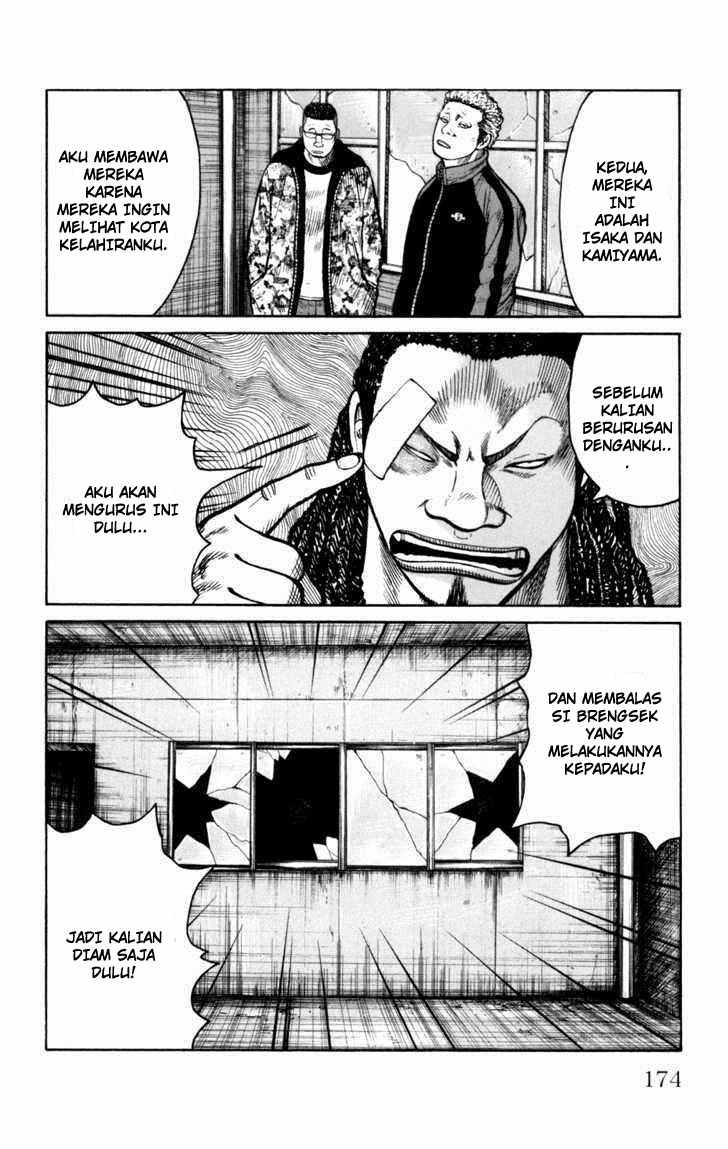 KEDUA,
MEREKA
INI
ADALAH
ISAKA DAN
KAMIYAMA.
AKU MEMBAWA
MEREKA
KARENA
MEREKA INGIN
MELIHAT KOTA
KELAHIRANKU.
SEBELUM
KALIAN
BERURUSAN
DENGANKU..
.
AKU AKAN
MENGURUS INI
DULU...
DAN MEMBALAS
SI BRENGSEK
YANG
MELAKUKANNYA
KEPADAKU!
JADI KALIAN
DIAM SAJA
DULU!
174